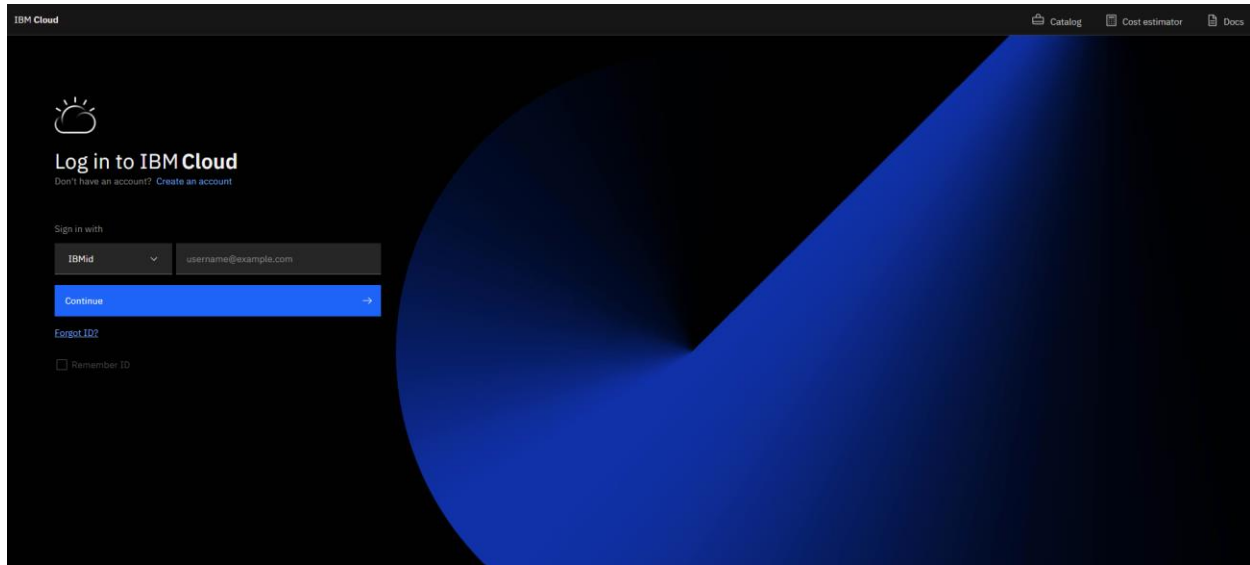 IBM Cloud
Catalog
Cost estimator
Docs
Log in to IBM Cloud
Don't have an account? Create an account
Sign in with
IBMid
username@example.com
Continue
Forgot ID?
Remember ID